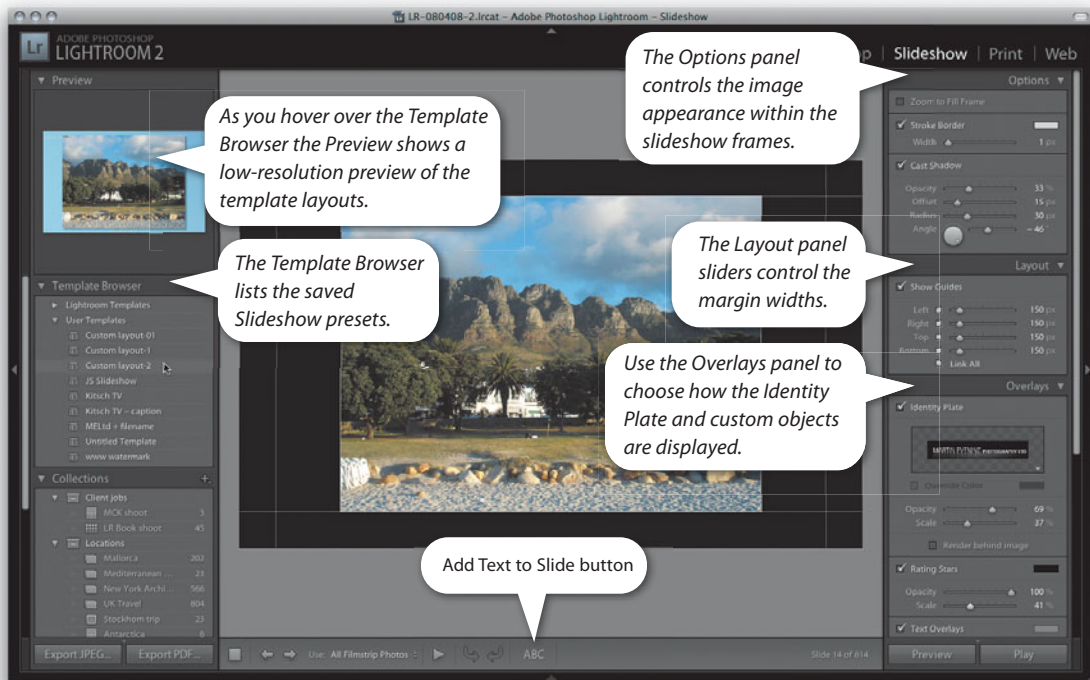 LR-080408-2.lrcat – Adobe Photoshop Lightroom – Slideshow
Lr
ADOBE PHOTOSHOP
LIGHTROOM 2
Slideshow | Print | Web
Preview
As you hover over the Template
Browser the Preview shows a
low-resolution preview of the
template layouts.
The Template Browser
lists the saved
Slideshow presets.
Template Browser
Lightroom Templates
User Templates
Custom layout-01
Custom layout-1
Custom layout-2
JS Slideshow
Kitsch TV
Kitsch TV – caption
MELtd + filename
Untitled Template
www watermark
Collections +
Client jobs
MCK shoot 3
LR Book shoot 45
Locations
Mallorca 202
Mediterranean ... 23
New York Archi... 566
UK Travel 804
Stockhom trip 23
Antarctica 6
Export JPEG... Export PDF...
The Options panel
controls the image
appearance within the
slideshow frames.
The Layout panel
sliders control the
margin widths.
Use the Overlays panel to
choose how the Identity
Plate and custom objects
are displayed.
Add Text to Slide button
Use: All Filmstrip Photos
ABC
Slide 14 of 814
Options
Zoom to Fill Frame
Stroke Border
Width 1 px
Cast Shadow
Opacity 33 %
Offset 15 px
Radius 30 px
Angle – 46 °
Layout
Show Guides
Left 150 px
Right 150 px
Top 150 px
Bottom 150 px
Link All
Overlays
Identity Plate
Override Color
Opacity 69 %
Scale 37 %
Render behind image
Rating Stars
Opacity 100 %
Scale 41 %
Text Overlays
Preview Play